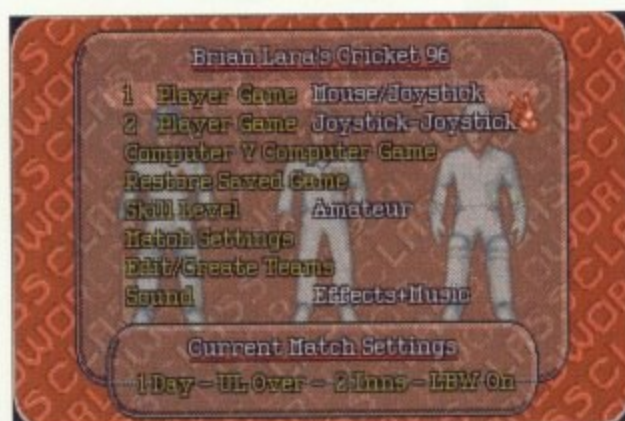 Brian Lara's Cricket 96
1 Player Game Mouse/Joystick
2 Player Game Joystick-Joystick
Computer V Computer Game
Restore Saved Game
Skill Level Amateur
Match Settings
Edit/Create Teams
Sound Effects+Music
Current Match Settings
1 Day - UL Over - 2 Inns - LBW On